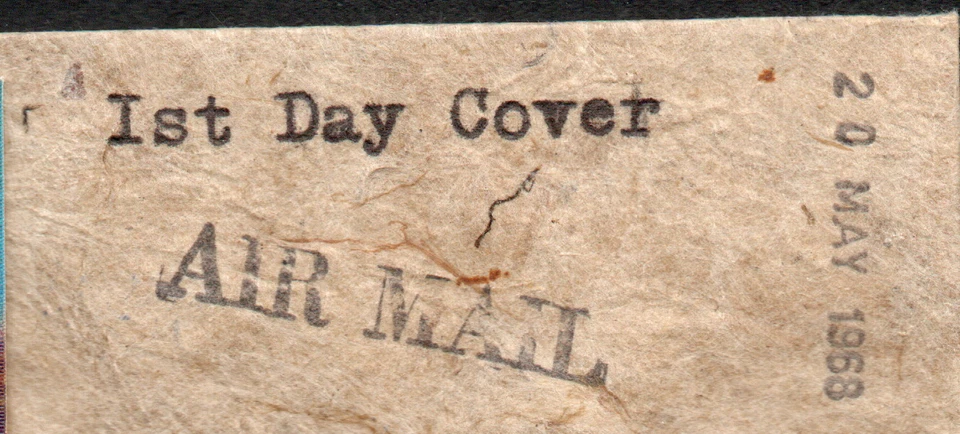 Ist Day Cover
AIR MAIL
20 MAY 1968